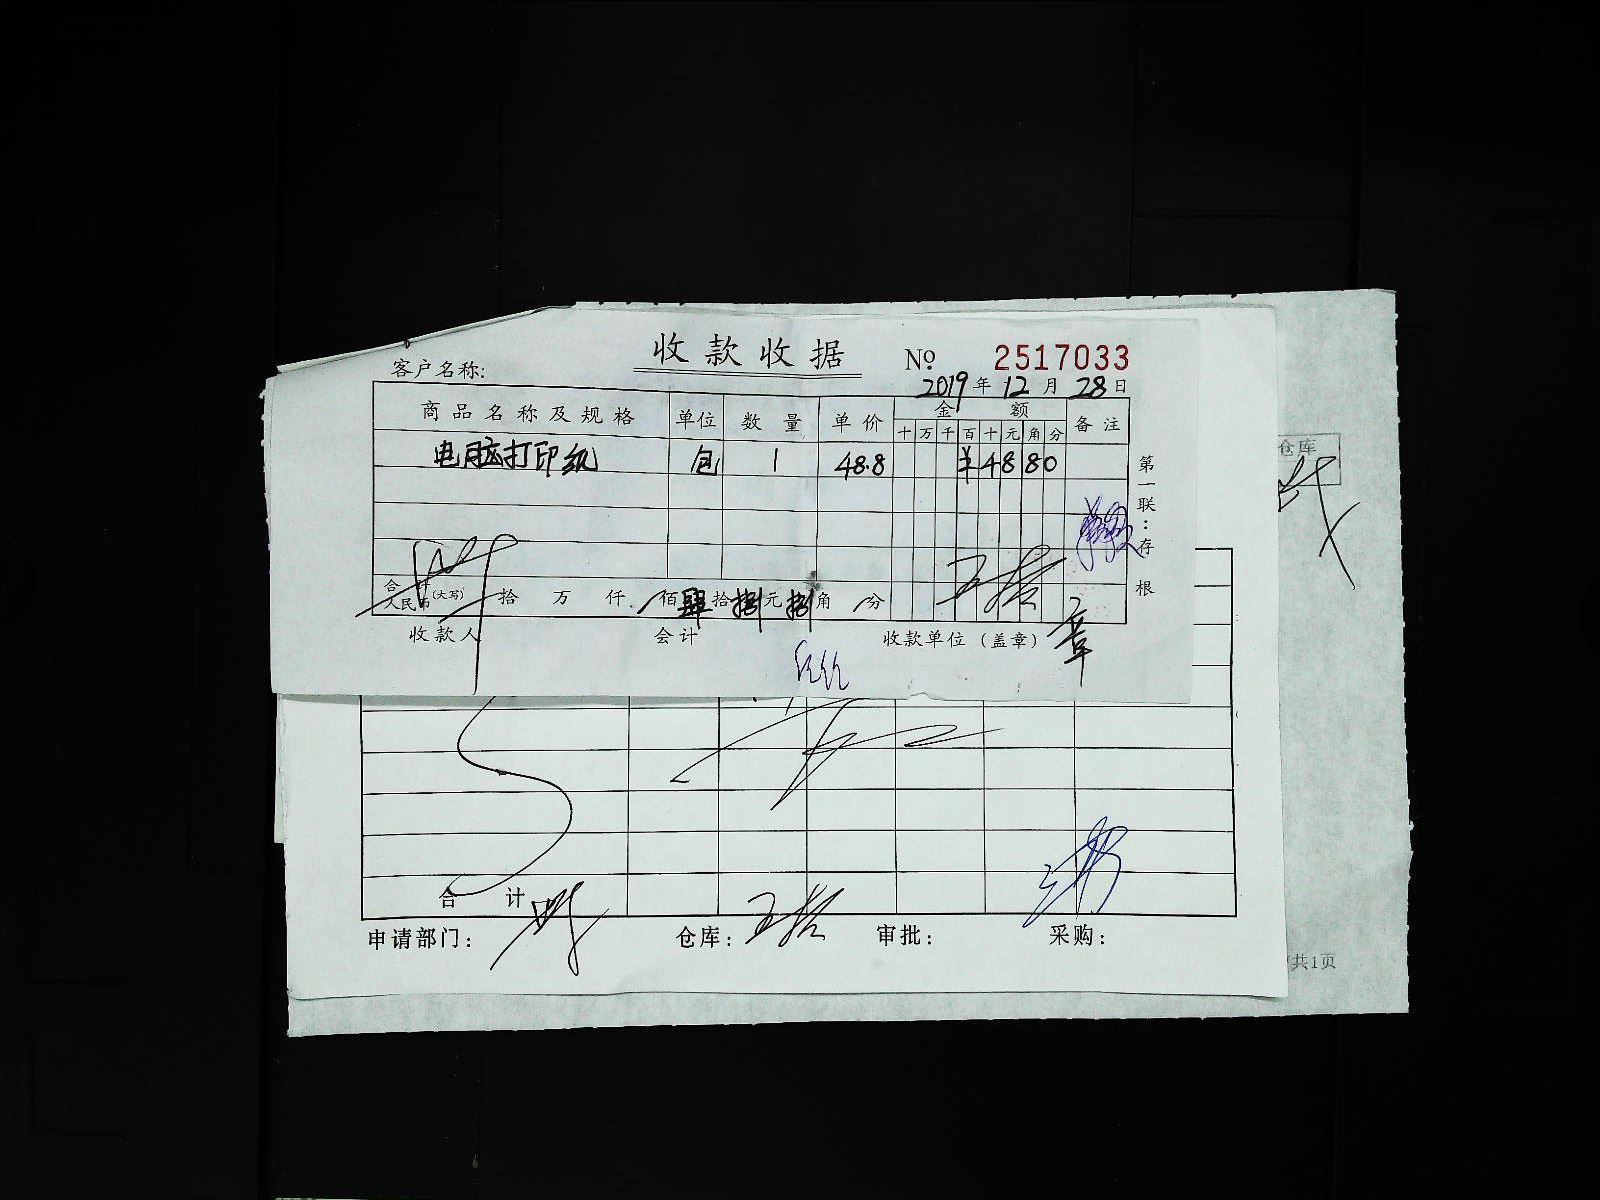 收款收据 № 2517033
客户名称: 2019年12月28日
商品名称及规格 单位 数量 单价 金额 备注
十万千百十元角分
电脑打印纸 包 1 48.8 ¥4880
第一联:存根
合计
人民币(大写) 拾 万 仟 佰肆拾捌元捌角 分
收款人 会计 收款单位(盖章)
仓库
合计
申请部门: 仓库: 审批: 采购:
共1页